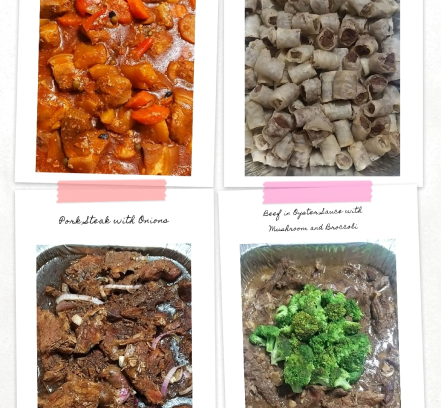 Pork Steak with Onions
Beef in Oyster Sauce with
Mushroom and Broccoli